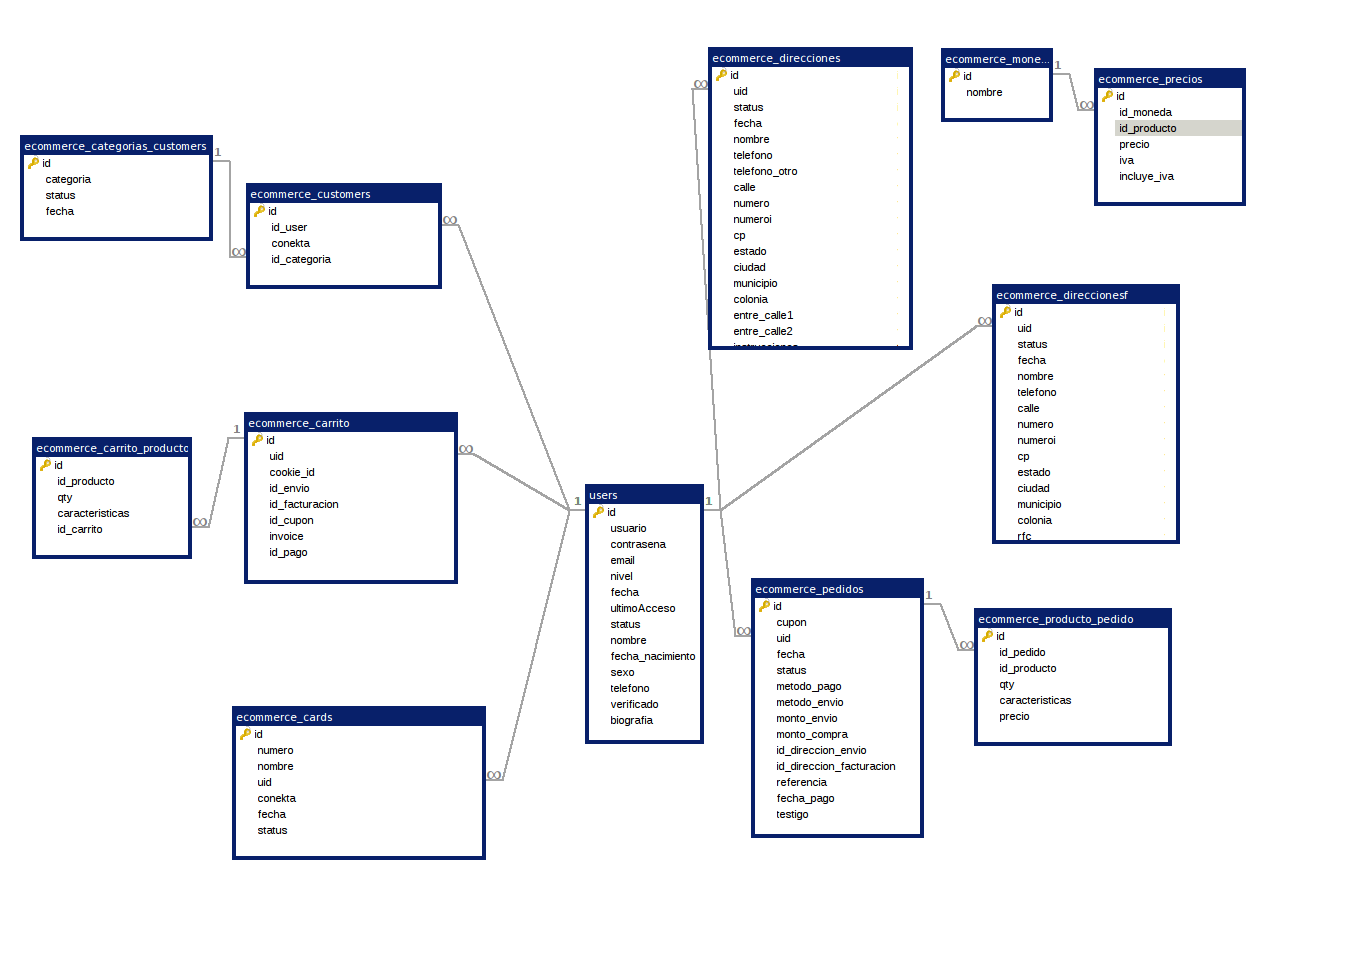 ecommerce_categorias_customers
id
categoria
status
fecha
1
∞
ecommerce_customers
id
id_user
conekta
id_categoria
∞
ecommerce_carrito_producto
id
id_producto
qty
caracteristicas
id_carrito
∞
1
ecommerce_carrito
id
uid
cookie_id
id_envio
id_facturacion
id_cupon
invoice
id_pago
∞
ecommerce_cards
id
numero
nombre
uid
conekta
fecha
status
∞
1
users
id
usuario
contrasena
email
nivel
fecha
ultimoAcceso
status
nombre
fecha_nacimiento
sexo
telefono
verificado
biografia
1
∞
ecommerce_direcciones
id
uid
status
fecha
nombre
telefono
telefono_otro
calle
numero
numeroi
cp
estado
ciudad
municipio
colonia
entre_calle1
entre_calle2
instrucciones
ecommerce_mone...
id
nombre
1
∞
ecommerce_precios
id
id_moneda
id_producto
precio
iva
incluye_iva
∞
ecommerce_direccionesf
id
uid
status
fecha
nombre
telefono
calle
numero
numeroi
cp
estado
ciudad
municipio
colonia
rfc
∞
ecommerce_pedidos
id
cupon
uid
fecha
status
metodo_pago
metodo_envio
monto_envio
monto_compra
id_direccion_envio
id_direccion_facturacion
referencia
fecha_pago
testigo
1
∞
ecommerce_producto_pedido
id
id_pedido
id_producto
qty
caracteristicas
precio